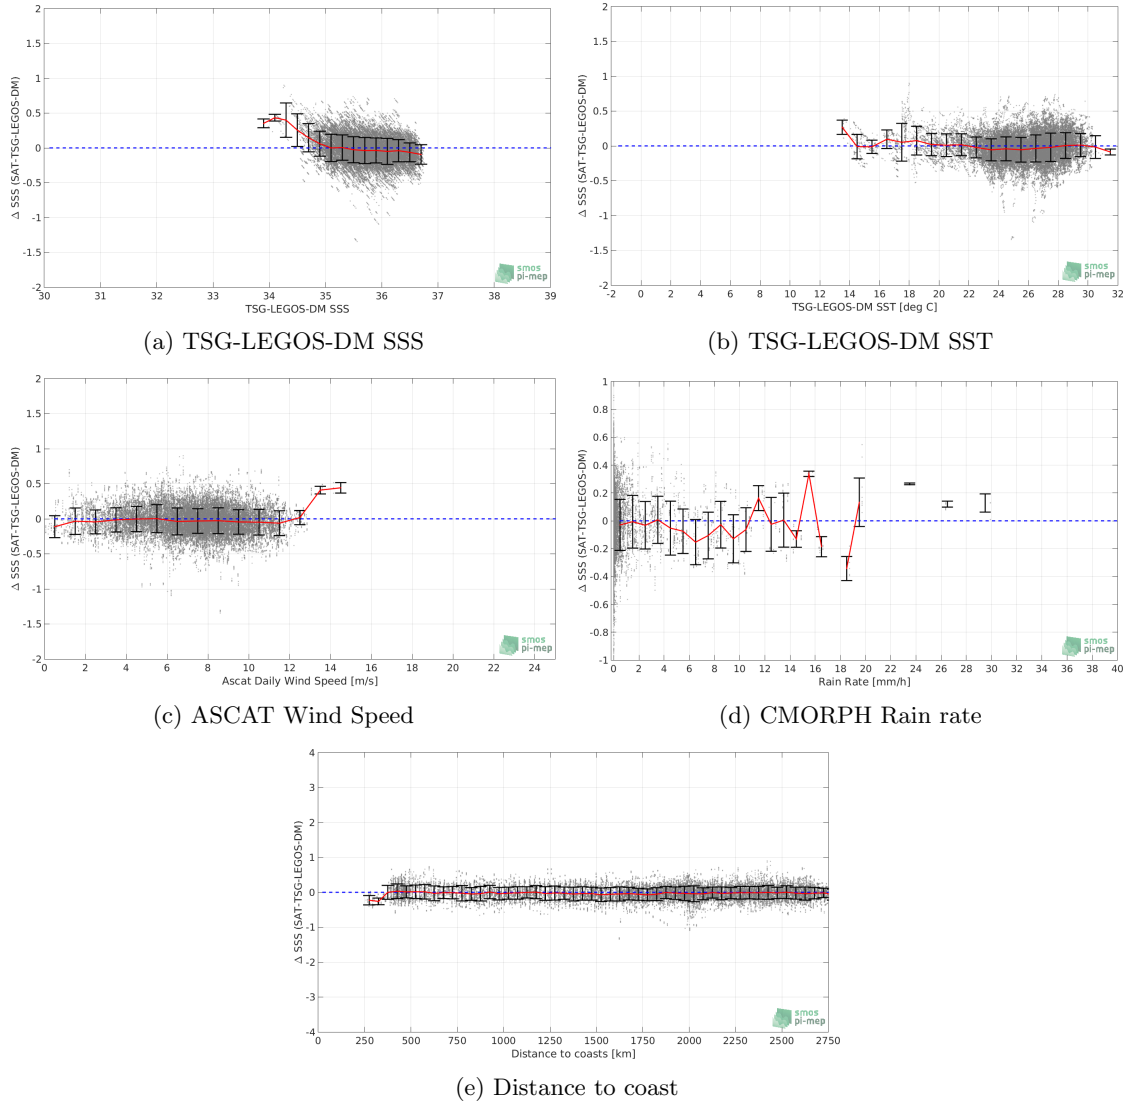 2
1.5
1
0.5
0
-0.5
-1
-1.5
-2
Δ SSS (SAT-TSG-LEGOS-DM)
30 31 32 33 34 35 36 37 38 39
TSG-LEGOS-DM SSS
smos
pi-mep
(a) TSG-LEGOS-DM SSS
2
1.5
1
0.5
0
-0.5
-1
-1.5
-2
Δ SSS (SAT-TSG-LEGOS-DM)
-2 0 2 4 6 8 10 12 14 16 18 20 22 24 26 28 30 32
TSG-LEGOS-DM SST [deg C]
smos
pi-mep
(b) TSG-LEGOS-DM SST
2
1.5
1
0.5
0
-0.5
-1
-1.5
-2
Δ SSS (SAT-TSG-LEGOS-DM)
0 2 4 6 8 10 12 14 16 18 20 22 24
Ascat Daily Wind Speed [m/s]
smos
pi-mep
(c) ASCAT Wind Speed
1
0.8
0.6
0.4
0.2
0
-0.2
-0.4
-0.6
-0.8
-1
Δ SSS (SAT-TSG-LEGOS-DM)
0 2 4 6 8 10 12 14 16 18 20 22 24 26 28 30 32 34 36 38 40
Rain Rate [mm/h]
smos
pi-mep
(d) CMORPH Rain rate
4
3
2
1
0
-1
-2
-3
-4
Δ SSS (SAT-TSG-LEGOS-DM)
0 250 500 750 1000 1250 1500 1750 2000 2250 2500 2750
Distance to coasts [km]
smos
pi-mep
(e) Distance to coast